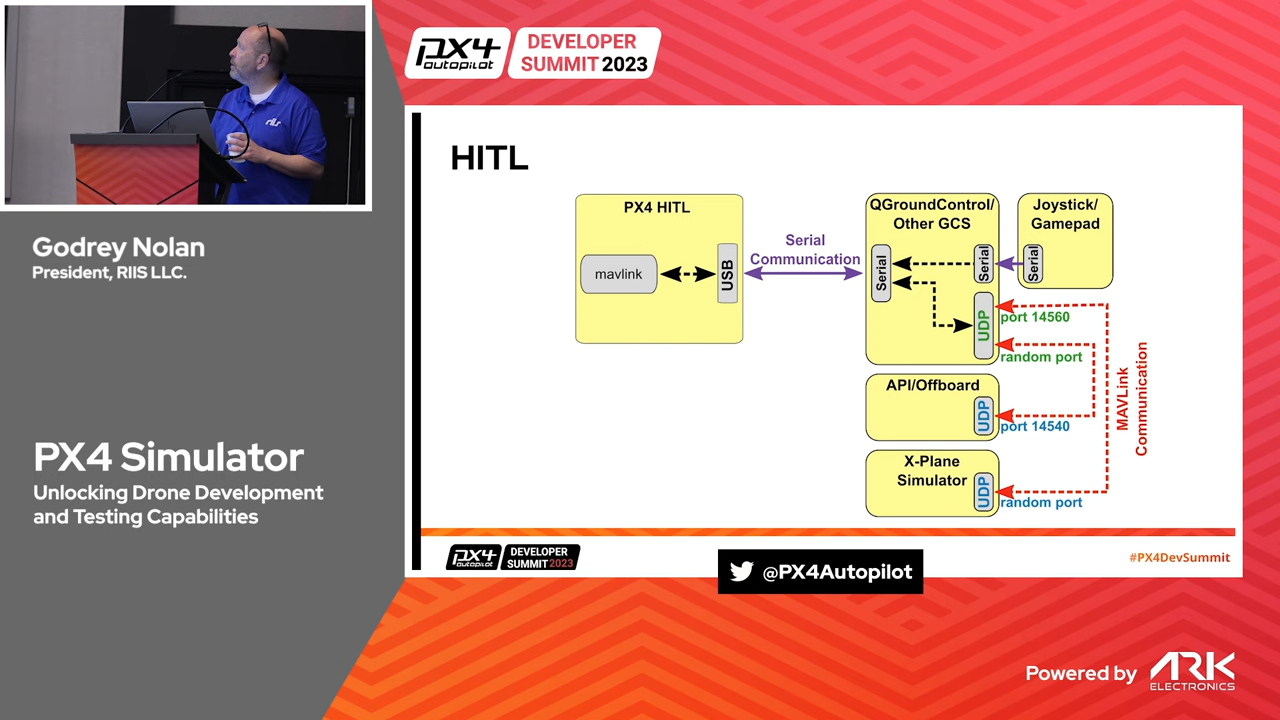 PX4 autopilot
DEVELOPER
SUMMIT 2023
riis
Godrey Nolan
President, RIIS LLC.
PX4 Simulator
Unlocking Drone Development
and Testing Capabilities
HITL
PX4 HITL
mavlink
USB
Serial
Communication
QGroundControl/
Other GCS
Serial
Serial
UDP
Joystick/
Gamepad
Serial
port 14560
random port
API/Offboard
UDP
port 14540
X-Plane
Simulator
UDP
random port
MAVLink
Communication
PX4 autopilot
DEVELOPER
SUMMIT 2023
@PX4Autopilot
#PX4DevSummit
Powered by
ARK
ELECTRONICS